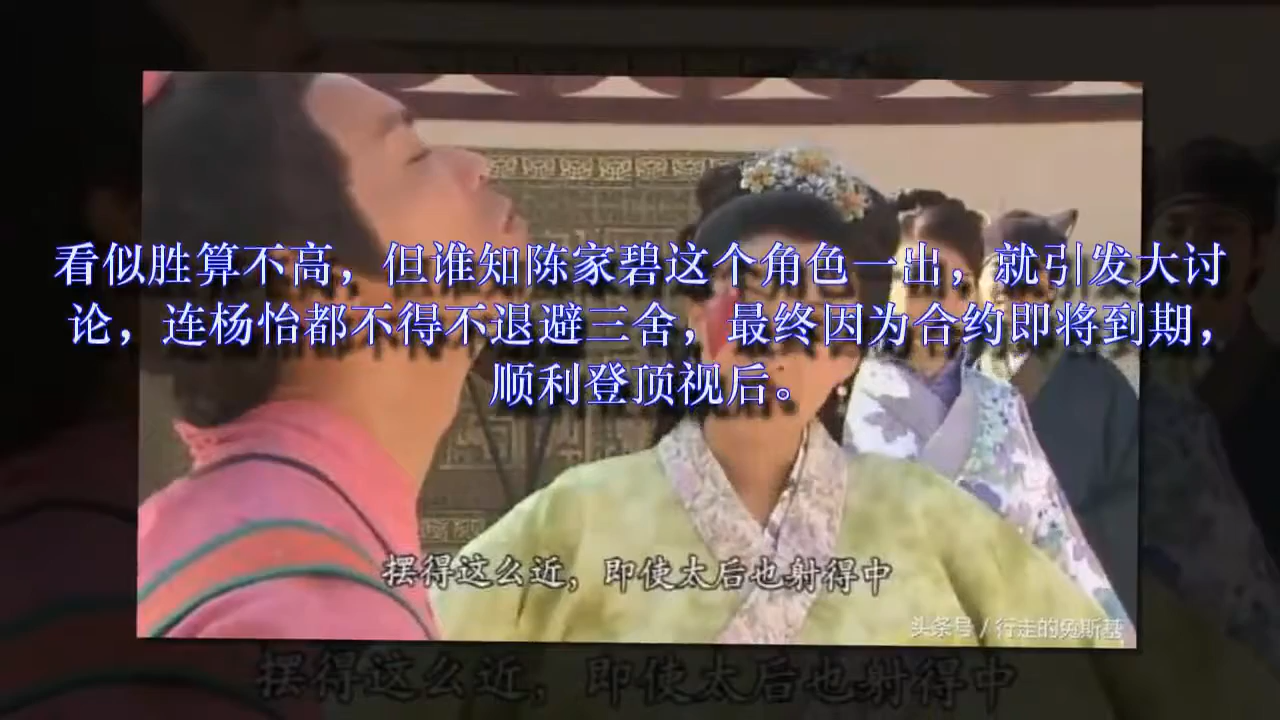 看似胜算不高，但谁知陈家碧这个角色一出，就引发大讨
论，连杨怡都不得不退避三舍，最终因为合约即将到期，
顺利登顶视后。
摆得这么近，即使太后也射得中
头条号 / 行走的兔斯基
摆得这么近，即使太后也射得中